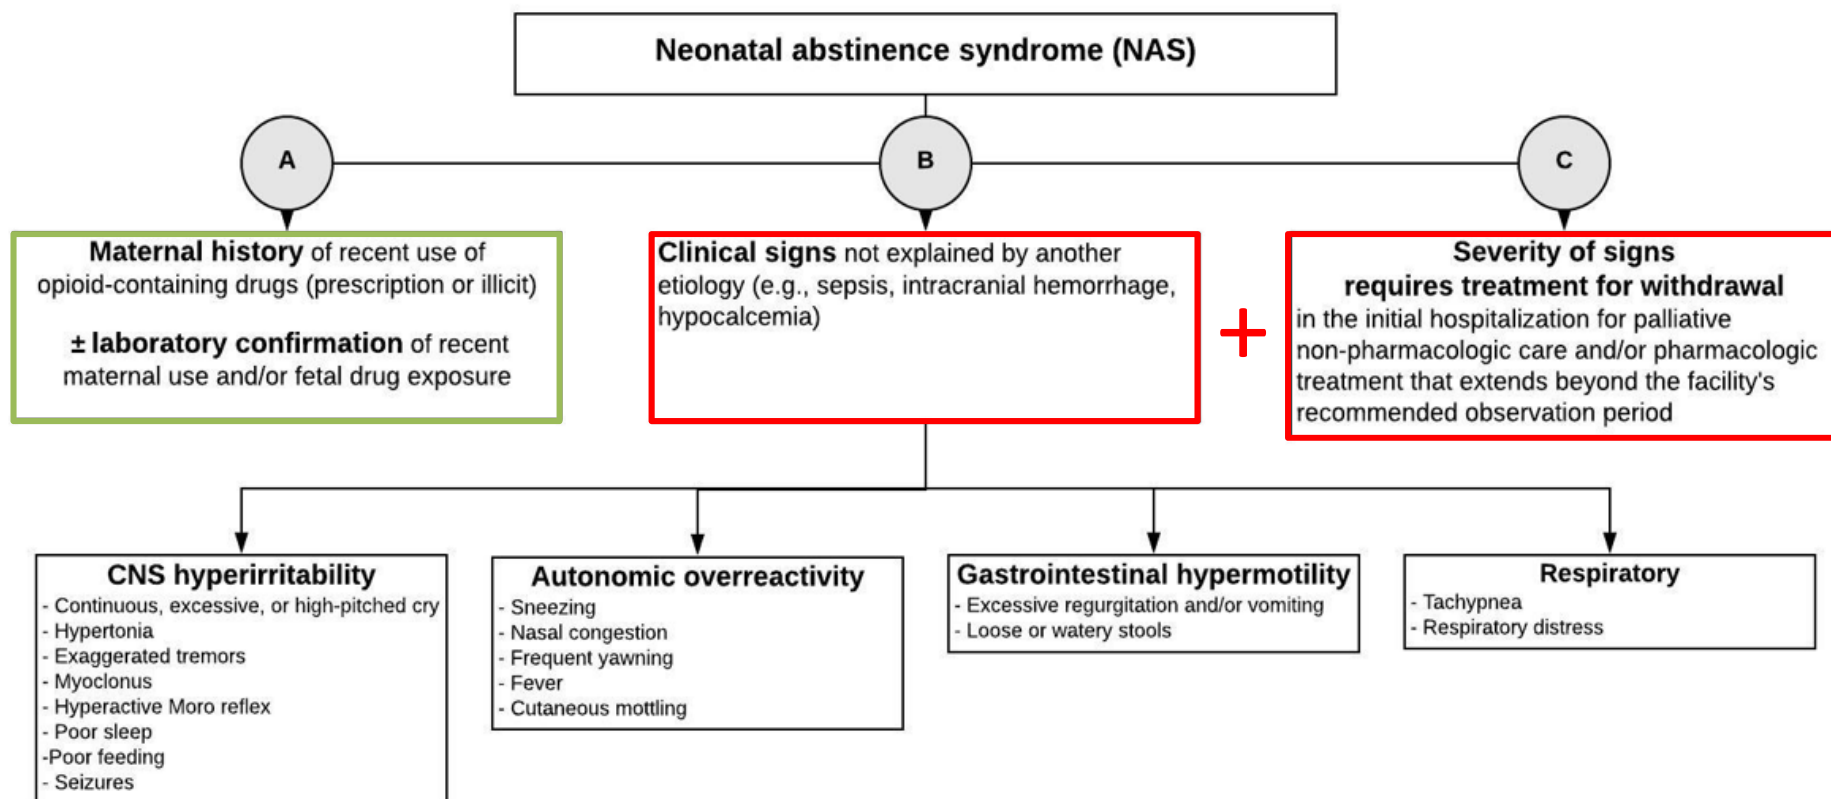 Neonatal abstinence syndrome (NAS)
A
B
C
Maternal history of recent use of
opioid-containing drugs (prescription or illicit)
± laboratory confirmation of recent
maternal use and/or fetal drug exposure
Clinical signs not explained by another
etiology (e.g., sepsis, intracranial hemorrhage,
hypocalcemia)
+
Severity of signs
requires treatment for withdrawal
in the initial hospitalization for palliative
non-pharmacologic care and/or pharmacologic
treatment that extends beyond the facility's
recommended observation period
CNS hyperirritability
- Continuous, excessive, or high-pitched cry
- Hypertonia
- Exaggerated tremors
- Myoclonus
- Hyperactive Moro reflex
- Poor sleep
-Poor feeding
- Seizures
Autonomic overreactivity
- Sneezing
- Nasal congestion
- Frequent yawning
- Fever
- Cutaneous mottling
Gastrointestinal hypermotility
- Excessive regurgitation and/or vomiting
- Loose or watery stools
Respiratory
- Tachypnea
- Respiratory distress